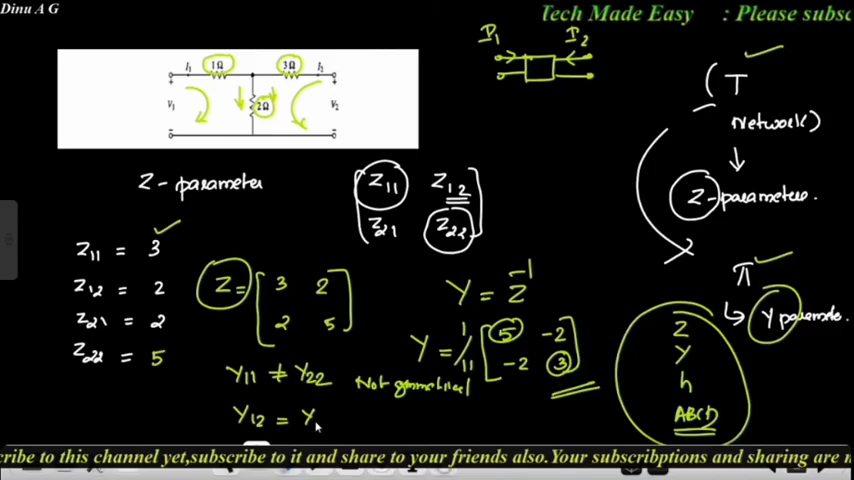 Dinu A G
Tech Made Easy : Please subsc
I1 I2
I1 1Ω 3Ω I2
+ +
V1 2Ω V2
- -
(T
Network)
Z-parameters.
π
Y paramete.
Z
Y
h
ABCD
Z-parameter
Z11 Z12
Z21 Z22
Z11 = 3
Z12 = 2
Z21 = 2
Z22 = 5
Z = 3 2
2 5
Y = Z-1
Y = 1/11 5 -2
-2 3
Y11 ≠ Y22 Not symmetrical
Y12 = Y
cribe to this channel yet,subscribe to it and share to your friends also.Your subscribptions and sharing are m